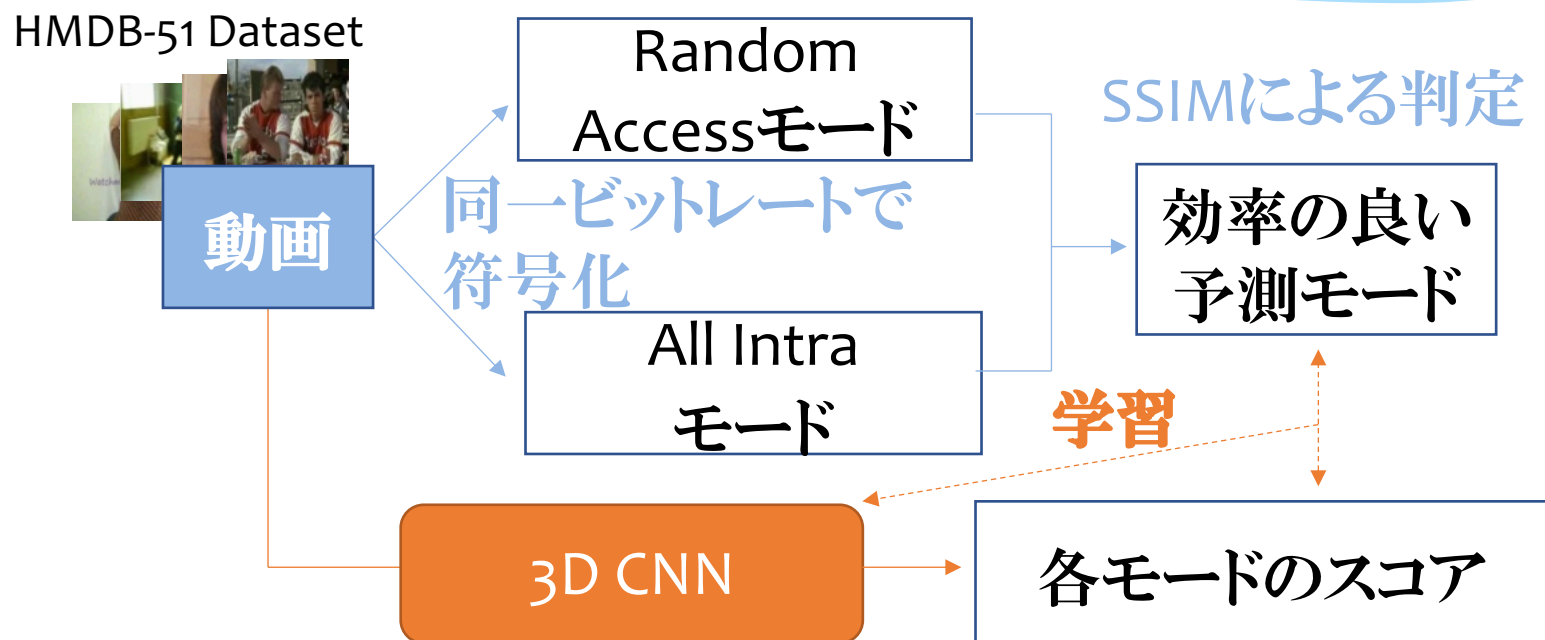 HMDB-51 Dataset
Random
Accessモード
SSIMによる判定
動画
同一ビットレートで
符号化
効率の良い
予測モード
All Intra
モード
学習
3D CNN
各モードのスコア